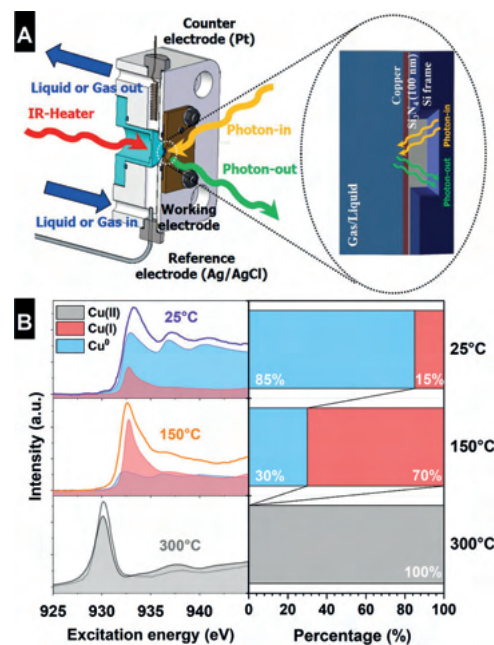 A
Counter
electrode (Pt)
Liquid or Gas out
IR-Heater
Photon-in
Photon-out
Liquid or Gas in
Working
electrode
Reference
electrode (Ag/AgCl)
Gas/Liquid
Copper
Si₃N₄ (100 nm)
Si frame
Photon-in
Photon-out
B
Cu(II)
Cu(I)
Cu⁰
25°C
150°C
300°C
Intensity (a.u.)
925 930 935 940
Excitation energy (eV)
85% 15%
25°C
30% 70%
150°C
100%
300°C
0 20 40 60 80 100
Percentage (%)